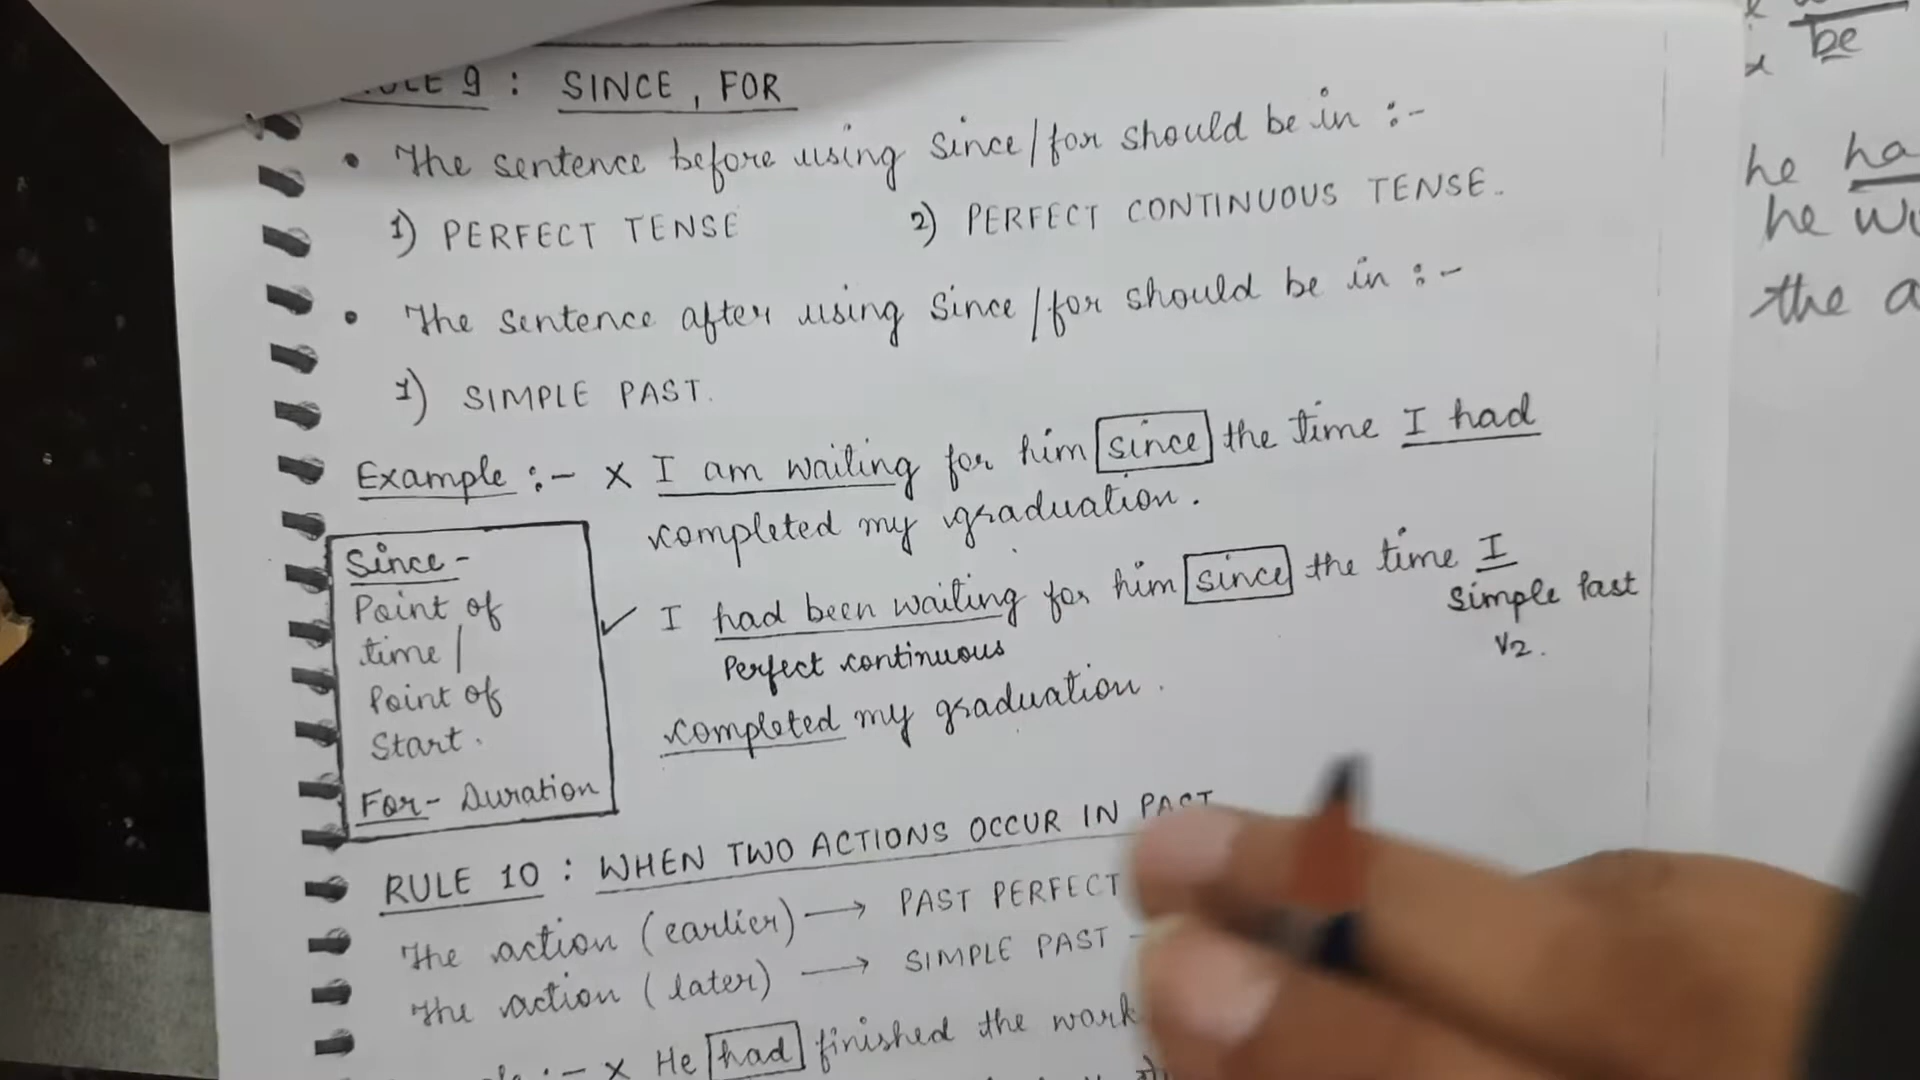 9 : SINCE, FOR
• The sentence before using since/for should be in :-
1) PERFECT TENSE 2) PERFECT CONTINUOUS TENSE.
• The sentence after using since/for should be in :-
1) SIMPLE PAST.
Example :- × I am waiting for him since the time I had
completed my graduation.
✓ I had been waiting for him since the time I
Simple Past
V2.
Perfect continuous
completed my graduation.
Since -
Point of
time /
Point of
Start.
For - Duration
RULE 10 : WHEN TWO ACTIONS OCCUR IN PAST
The action (earlier) → PAST PERFECT
The action (later) → SIMPLE PAST
:- × He had finished the work
be
he
he
the